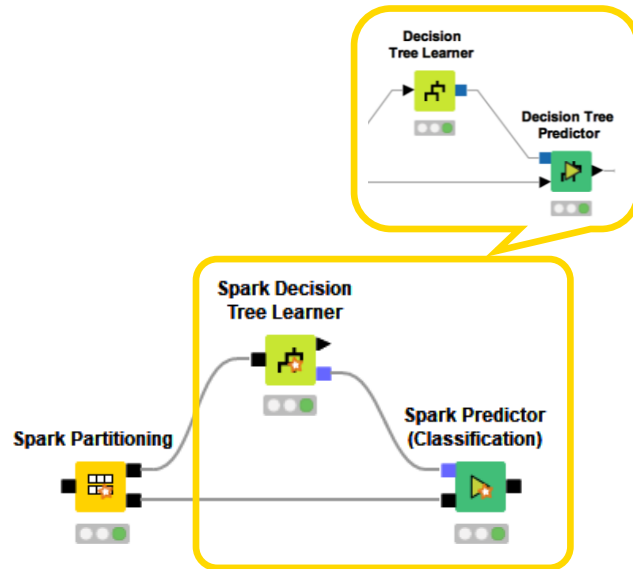 Decision
Tree Learner
Decision Tree
Predictor
Spark Decision
Tree Learner
Spark Partitioning
Spark Predictor
(Classification)